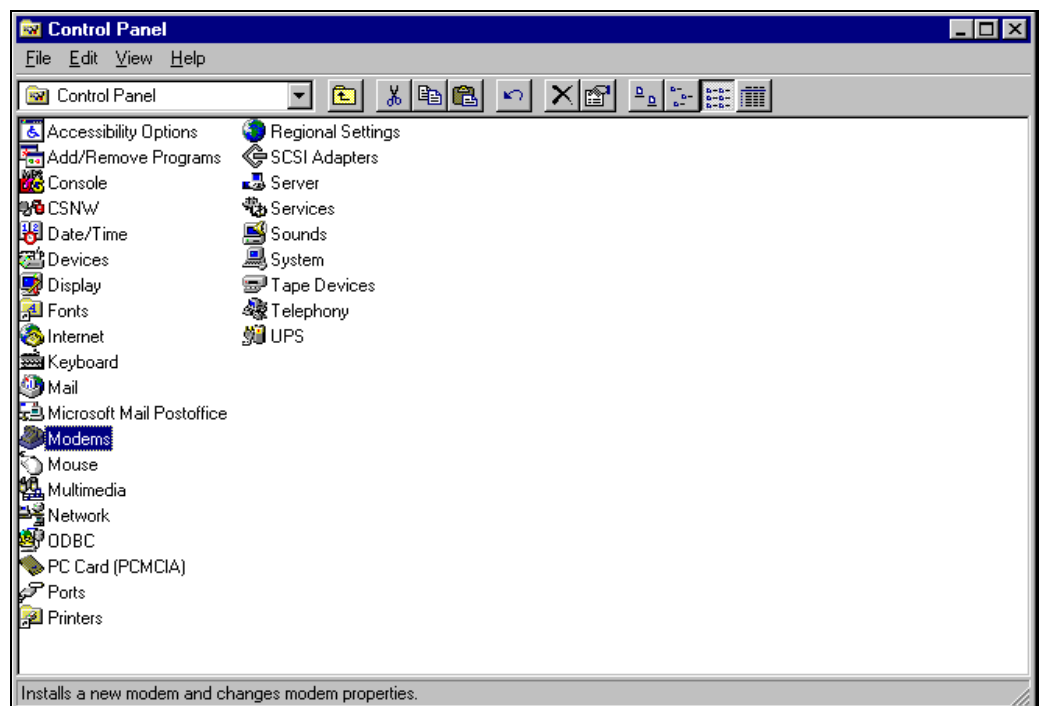 Control Panel
File Edit View Help
Control Panel
Accessibility Options
Add/Remove Programs
Console
CSNW
Date/Time
Devices
Display
Fonts
Internet
Keyboard
Mail
Microsoft Mail Postoffice
Modems
Mouse
Multimedia
Network
ODBC
PC Card (PCMCIA)
Ports
Printers
Regional Settings
SCSI Adapters
Server
Services
Sounds
System
Tape Devices
Telephony
UPS
Installs a new modem and changes modem properties.